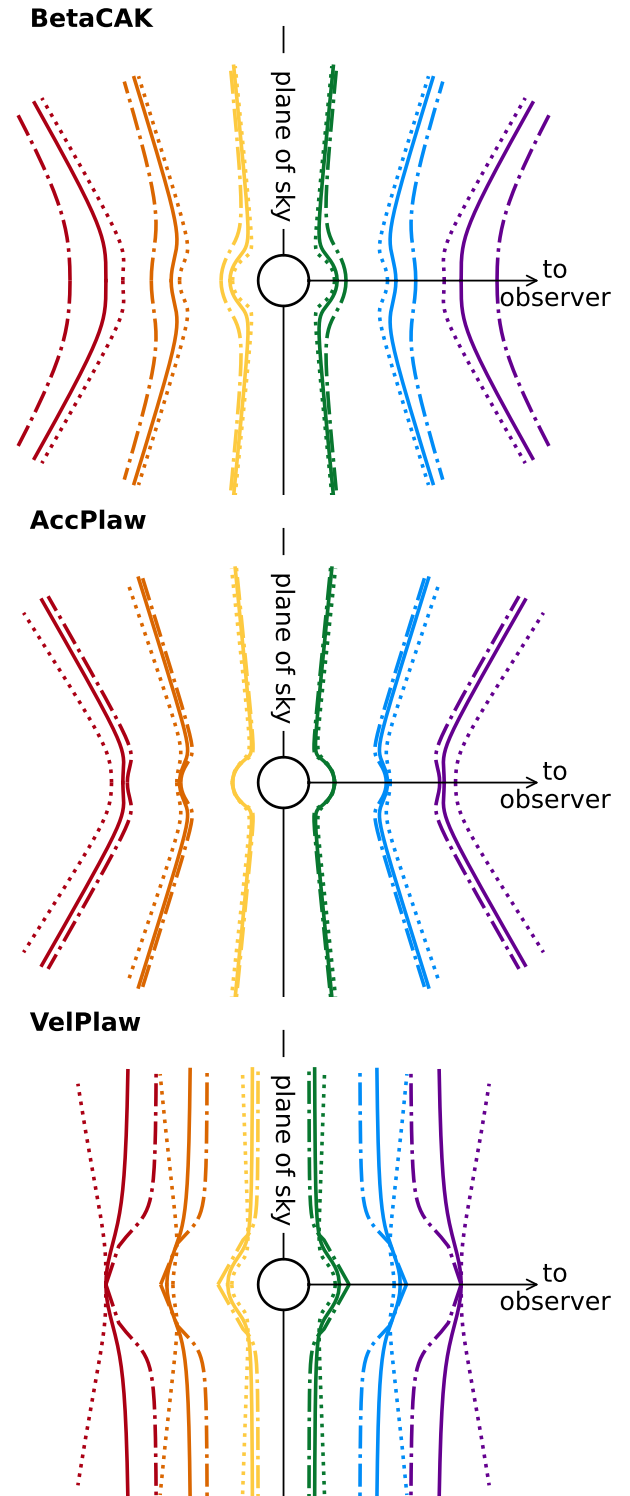 BetaCAK
plane of sky
to
observer
AccPlaw
plane of sky
to
observer
VelPlaw
plane of sky
to
observer